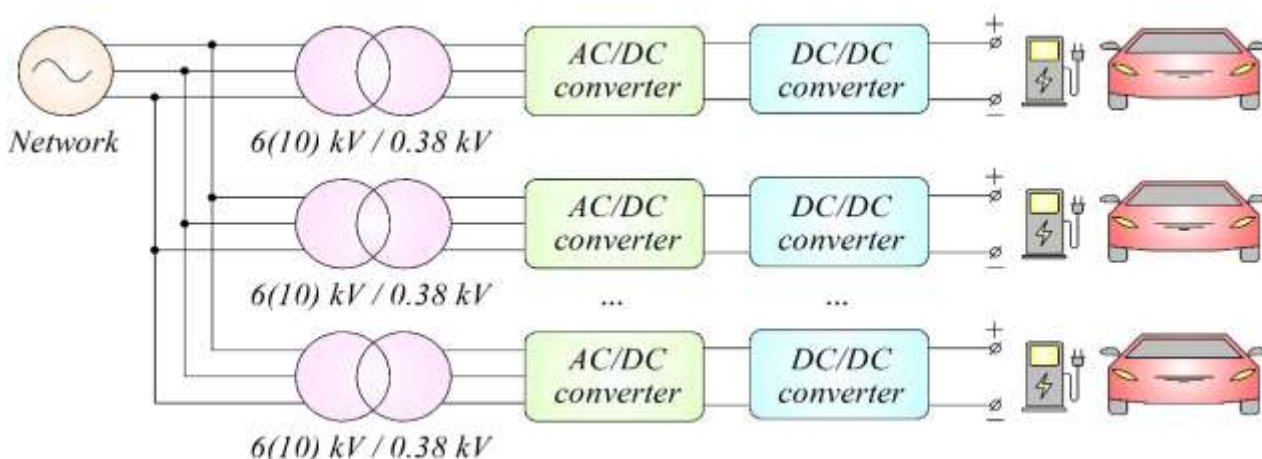 AC/DC converter
DC/DC converter
+
–
Network
6(10) kV / 0.38 kV
AC/DC converter
DC/DC converter
+
–
6(10) kV / 0.38 kV
...
...
AC/DC converter
DC/DC converter
+
–
6(10) kV / 0.38 kV